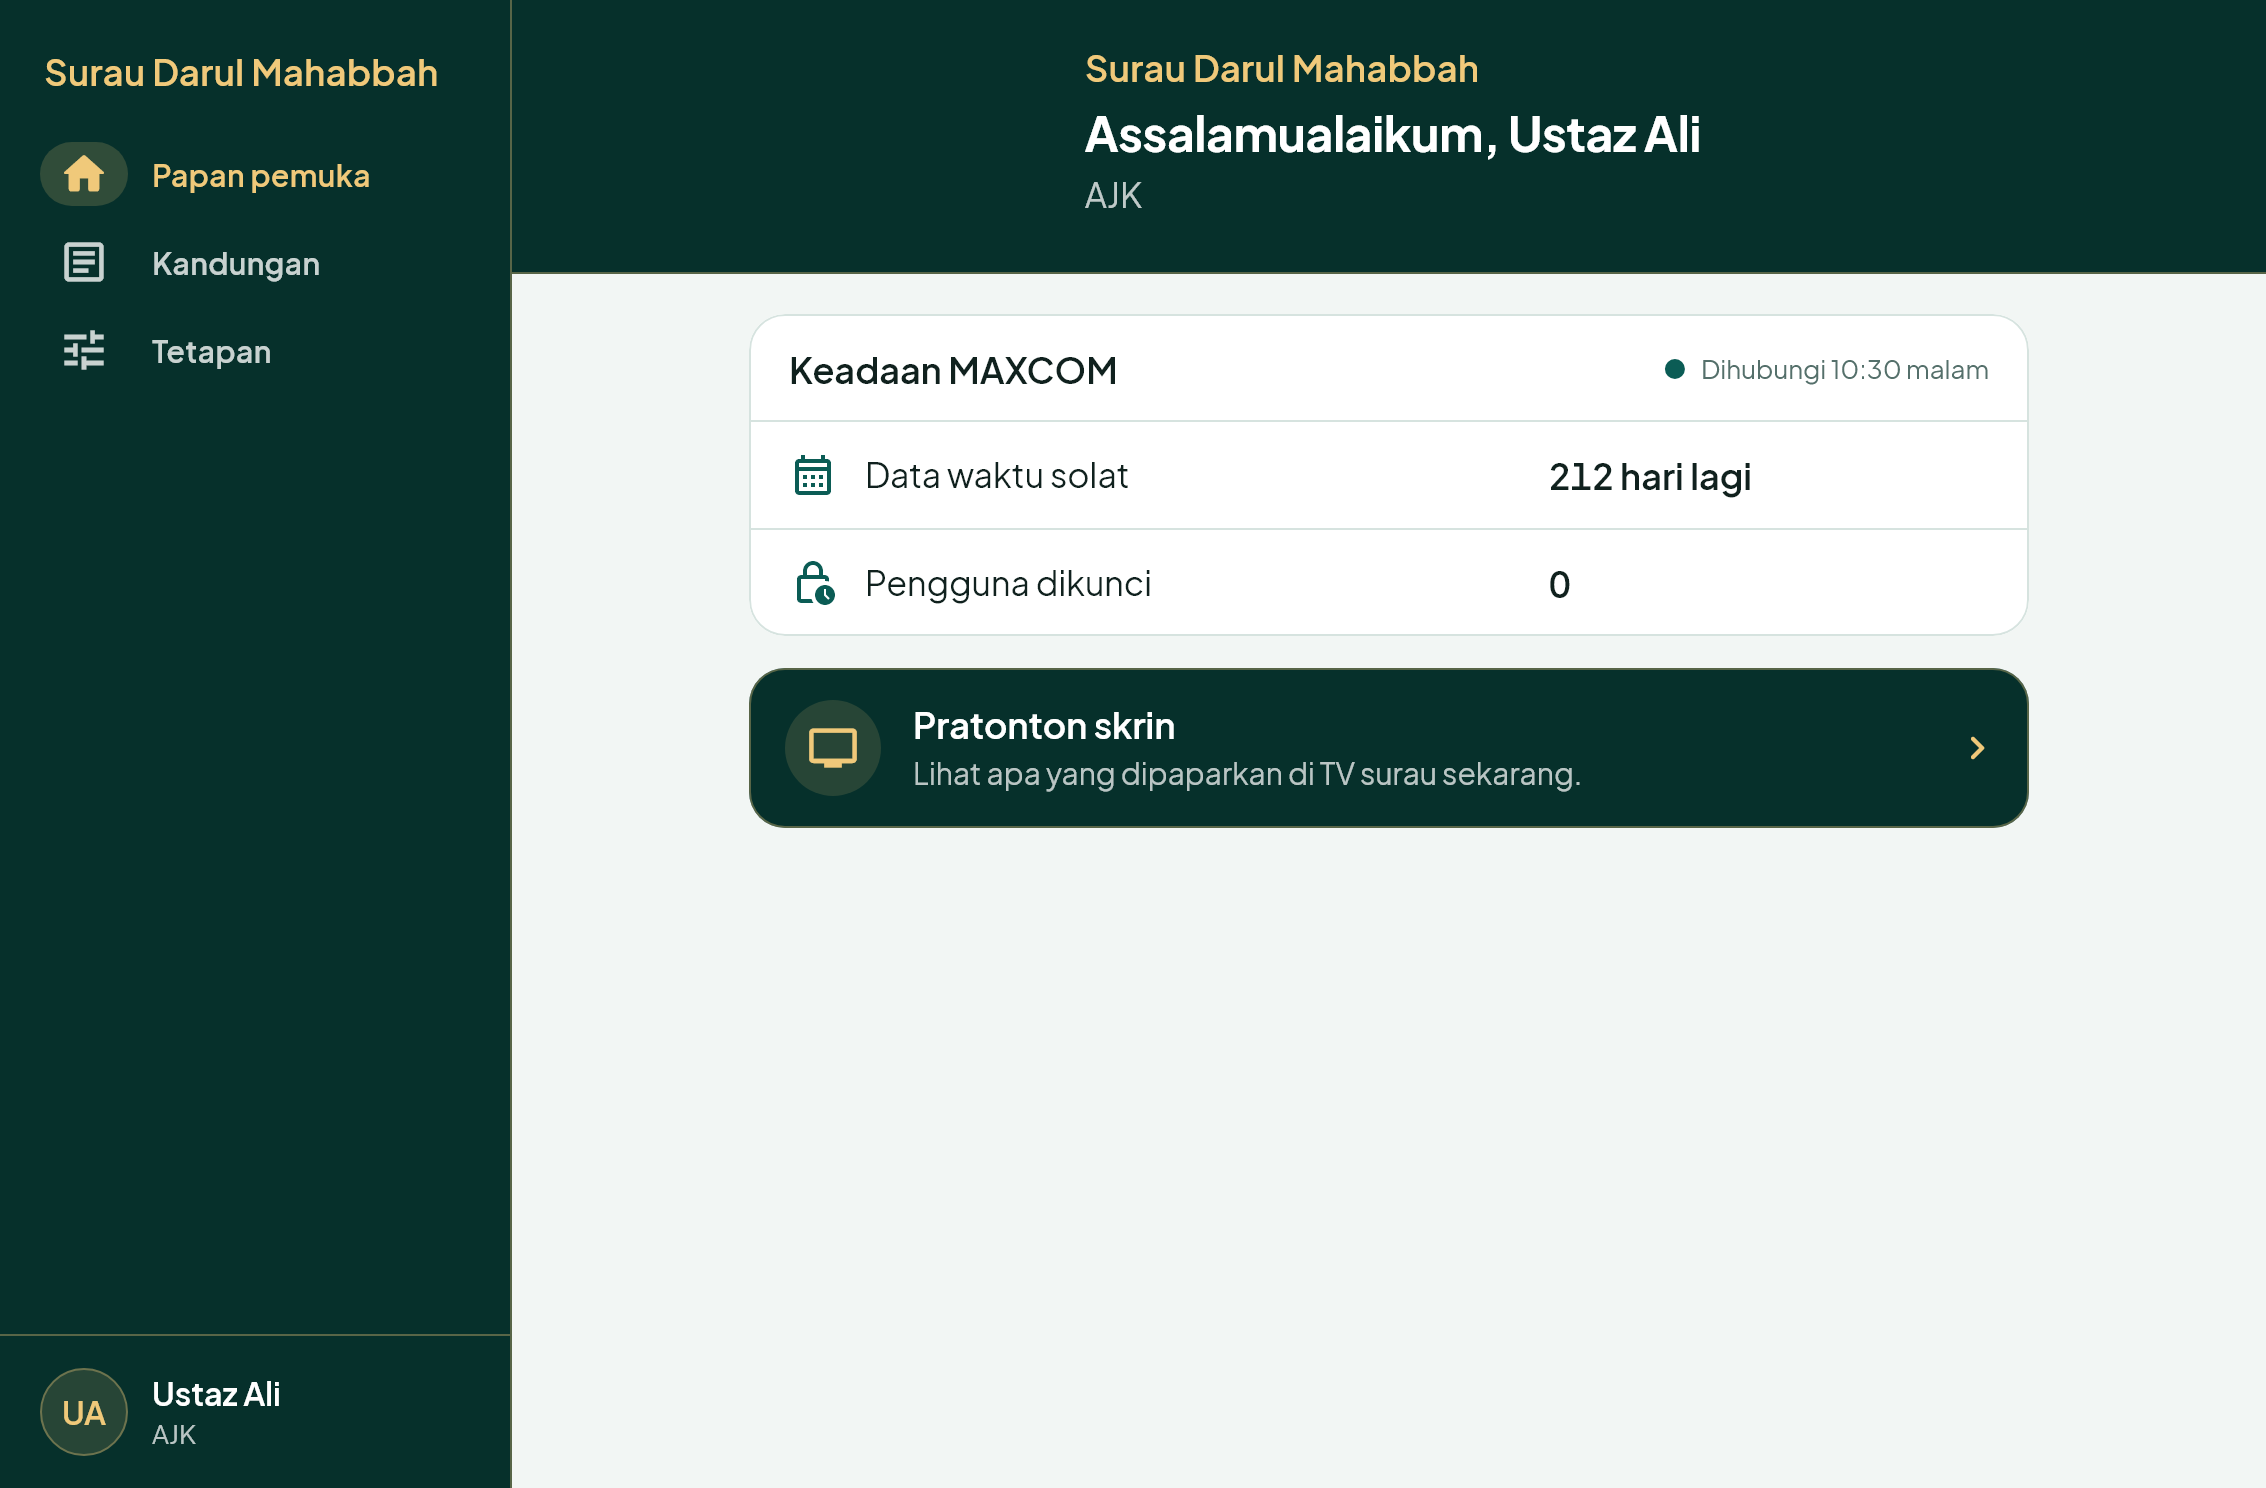 Surau Darul Mahabbah
Papan pemuka
Kandungan
Tetapan
Ustaz Ali
AJK
UA
Surau Darul Mahabbah
Assalamualaikum, Ustaz Ali
AJK
Keadaan MAXCOM
Dihubungi 10:30 malam
Data waktu solat
212 hari lagi
Pengguna dikunci
0
Pratonton skrin
Lihat apa yang dipaparkan di TV surau sekarang.